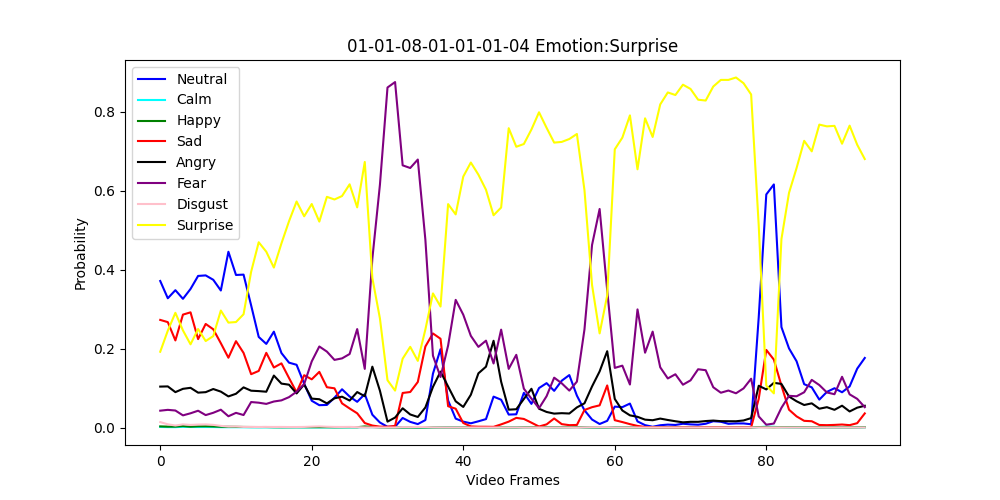 01-01-08-01-01-01-04 Emotion:Surprise
Neutral
Calm
Happy
Sad
Angry
Fear
Disgust
Surprise
0.8
0.6
0.4
0.2
0.0
Probability
0 20 40 60 80
Video Frames